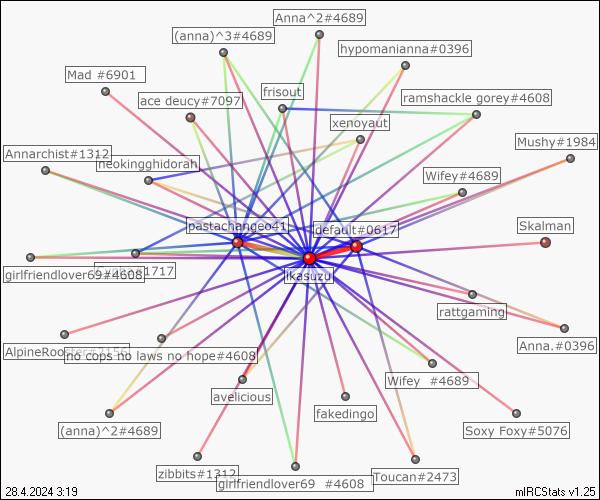 Anna^2#4689
(anna)^3#4689
hypomanianna#0396
Mad #6901
frisout
ace deucy#7097
ramshackle gorey#4608
xenoyaut
Mushy#1984
Annarchist#1312
neokingghidorah
Wifey#4689
pastachangeo41
default#0617
Skalman
girlfriendlover69#4608
#1717
ikasuzu
rattgaming
AlpineRooster#2156
no cops no laws no hope#4608
Anna.#0396
Wifey #4689
avelicious
fakedingo
(anna)^2#4689
Soxy Foxy#5076
zibbits#1312
girlfriendlover69 #4608
Toucan#2473
28.4.2024 3:19
mIRCStats v1.25